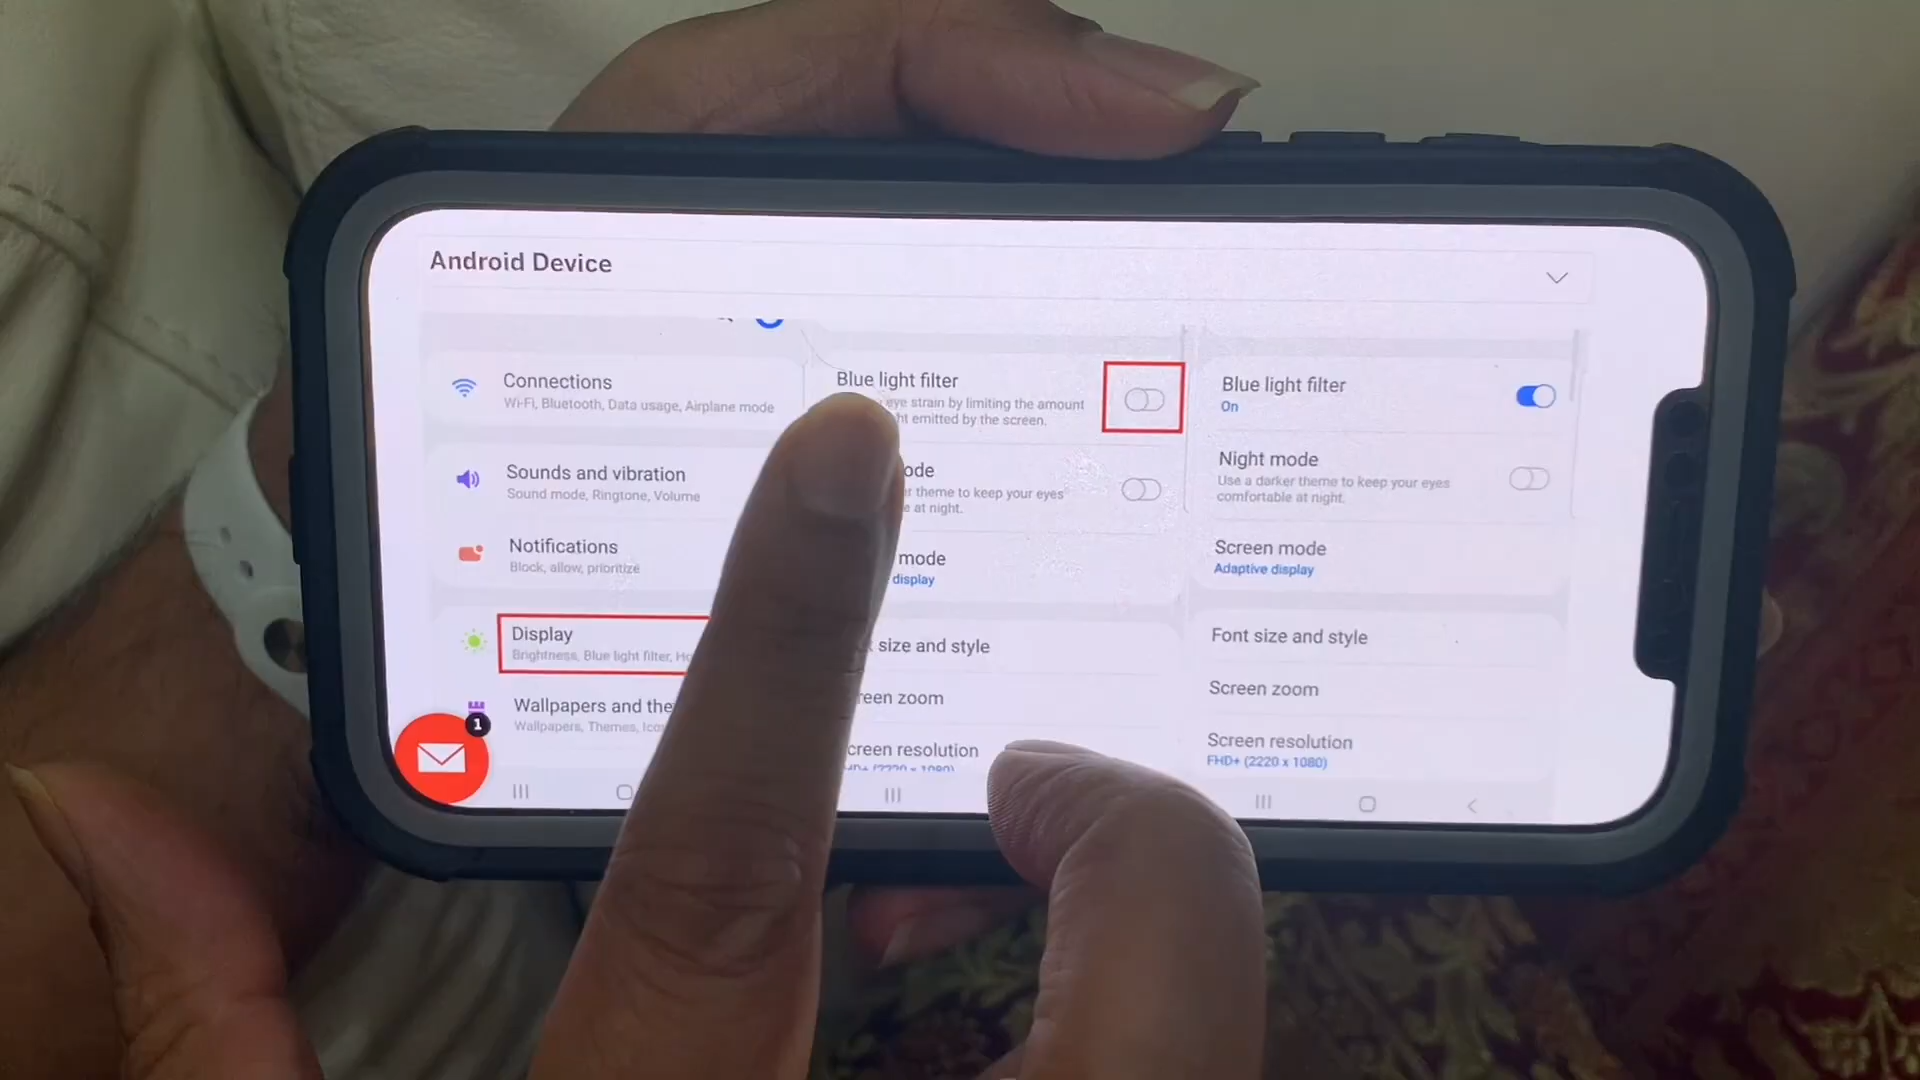 Android Device
Connections
Wi-Fi, Bluetooth, Data usage, Airplane mode
Sounds and vibration
Sound mode, Ringtone, Volume
Notifications
Block, allow, prioritize
Display
Brightness, Blue light filter,
Wallpapers and
Wallpapers, Themes,
1
Blue light filter
eye strain by limiting the amount
emitted by the screen.
theme to keep your eyes
at night.
mode
display
size and style
zoom
resolution
Blue light filter
On
Night mode
Use a darker theme to keep your eyes
comfortable at night.
Screen mode
Adaptive display
Font size and style
Screen zoom
Screen resolution
FHD+ (2220 x 1080)